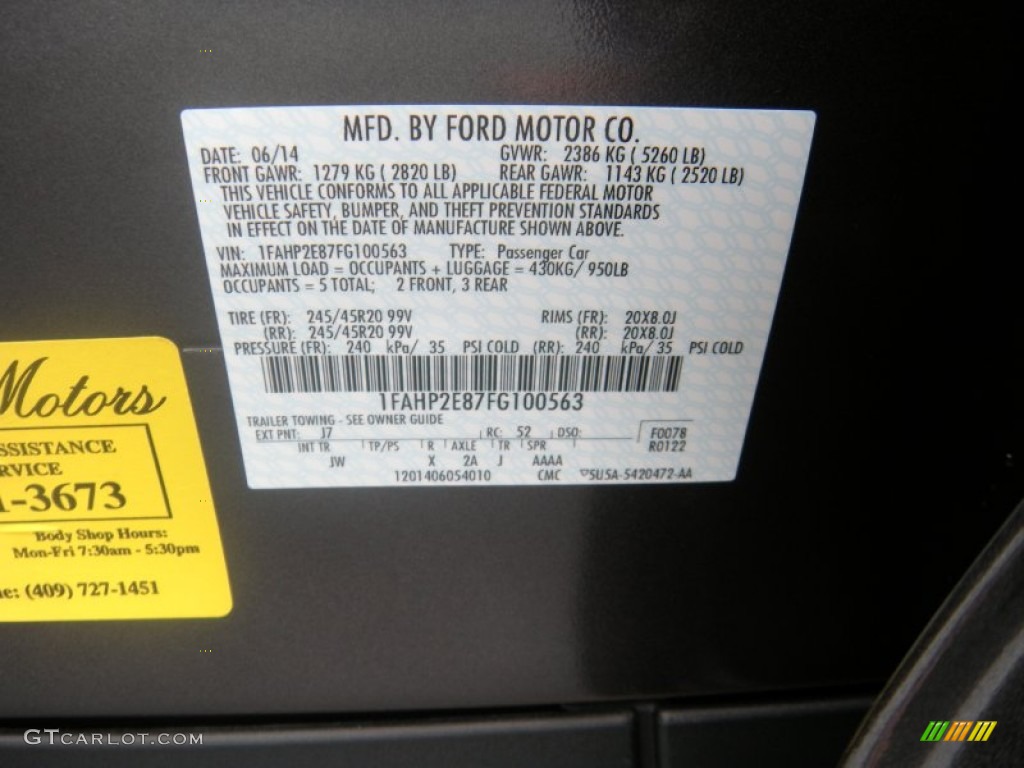 MFD. BY FORD MOTOR CO.
DATE: 06/14 GVWR: 2386 KG ( 5260 LB)
FRONT GAWR: 1279 KG ( 2820 LB) REAR GAWR: 1143 KG ( 2520 LB)
THIS VEHICLE CONFORMS TO ALL APPLICABLE FEDERAL MOTOR
VEHICLE SAFETY, BUMPER, AND THEFT PREVENTION STANDARDS
IN EFFECT ON THE DATE OF MANUFACTURE SHOWN ABOVE.
VIN: 1FAHP2E87FG100563 TYPE: Passenger Car
MAXIMUM LOAD = OCCUPANTS + LUGGAGE = 430KG/ 950LB
OCCUPANTS = 5 TOTAL; 2 FRONT, 3 REAR
TIRE (FR): 245/45R20 99V RIMS (FR): 20X8.0J
(RR): 245/45R20 99V (RR): 20X8.0J
PRESSURE (FR): 240 kPa/ 35 PSI COLD (RR): 240 kPa/ 35 PSI COLD
1FAHP2E87FG100563
TRAILER TOWING - SEE OWNER GUIDE
EXT PNT: J7 RC: 52 DSO: F0078
INT TR TP/PS R AXLE TR SPR R0122
JW X 2A J AAAA
1201406054010 CMC 5U5A-5420472-AA
Motors
SSISTANCE
RVICE
1-3673
Body Shop Hours:
Mon-Fri 7:30am - 5:30pm
ne: (409) 727-1451
GTCARLOT.COM